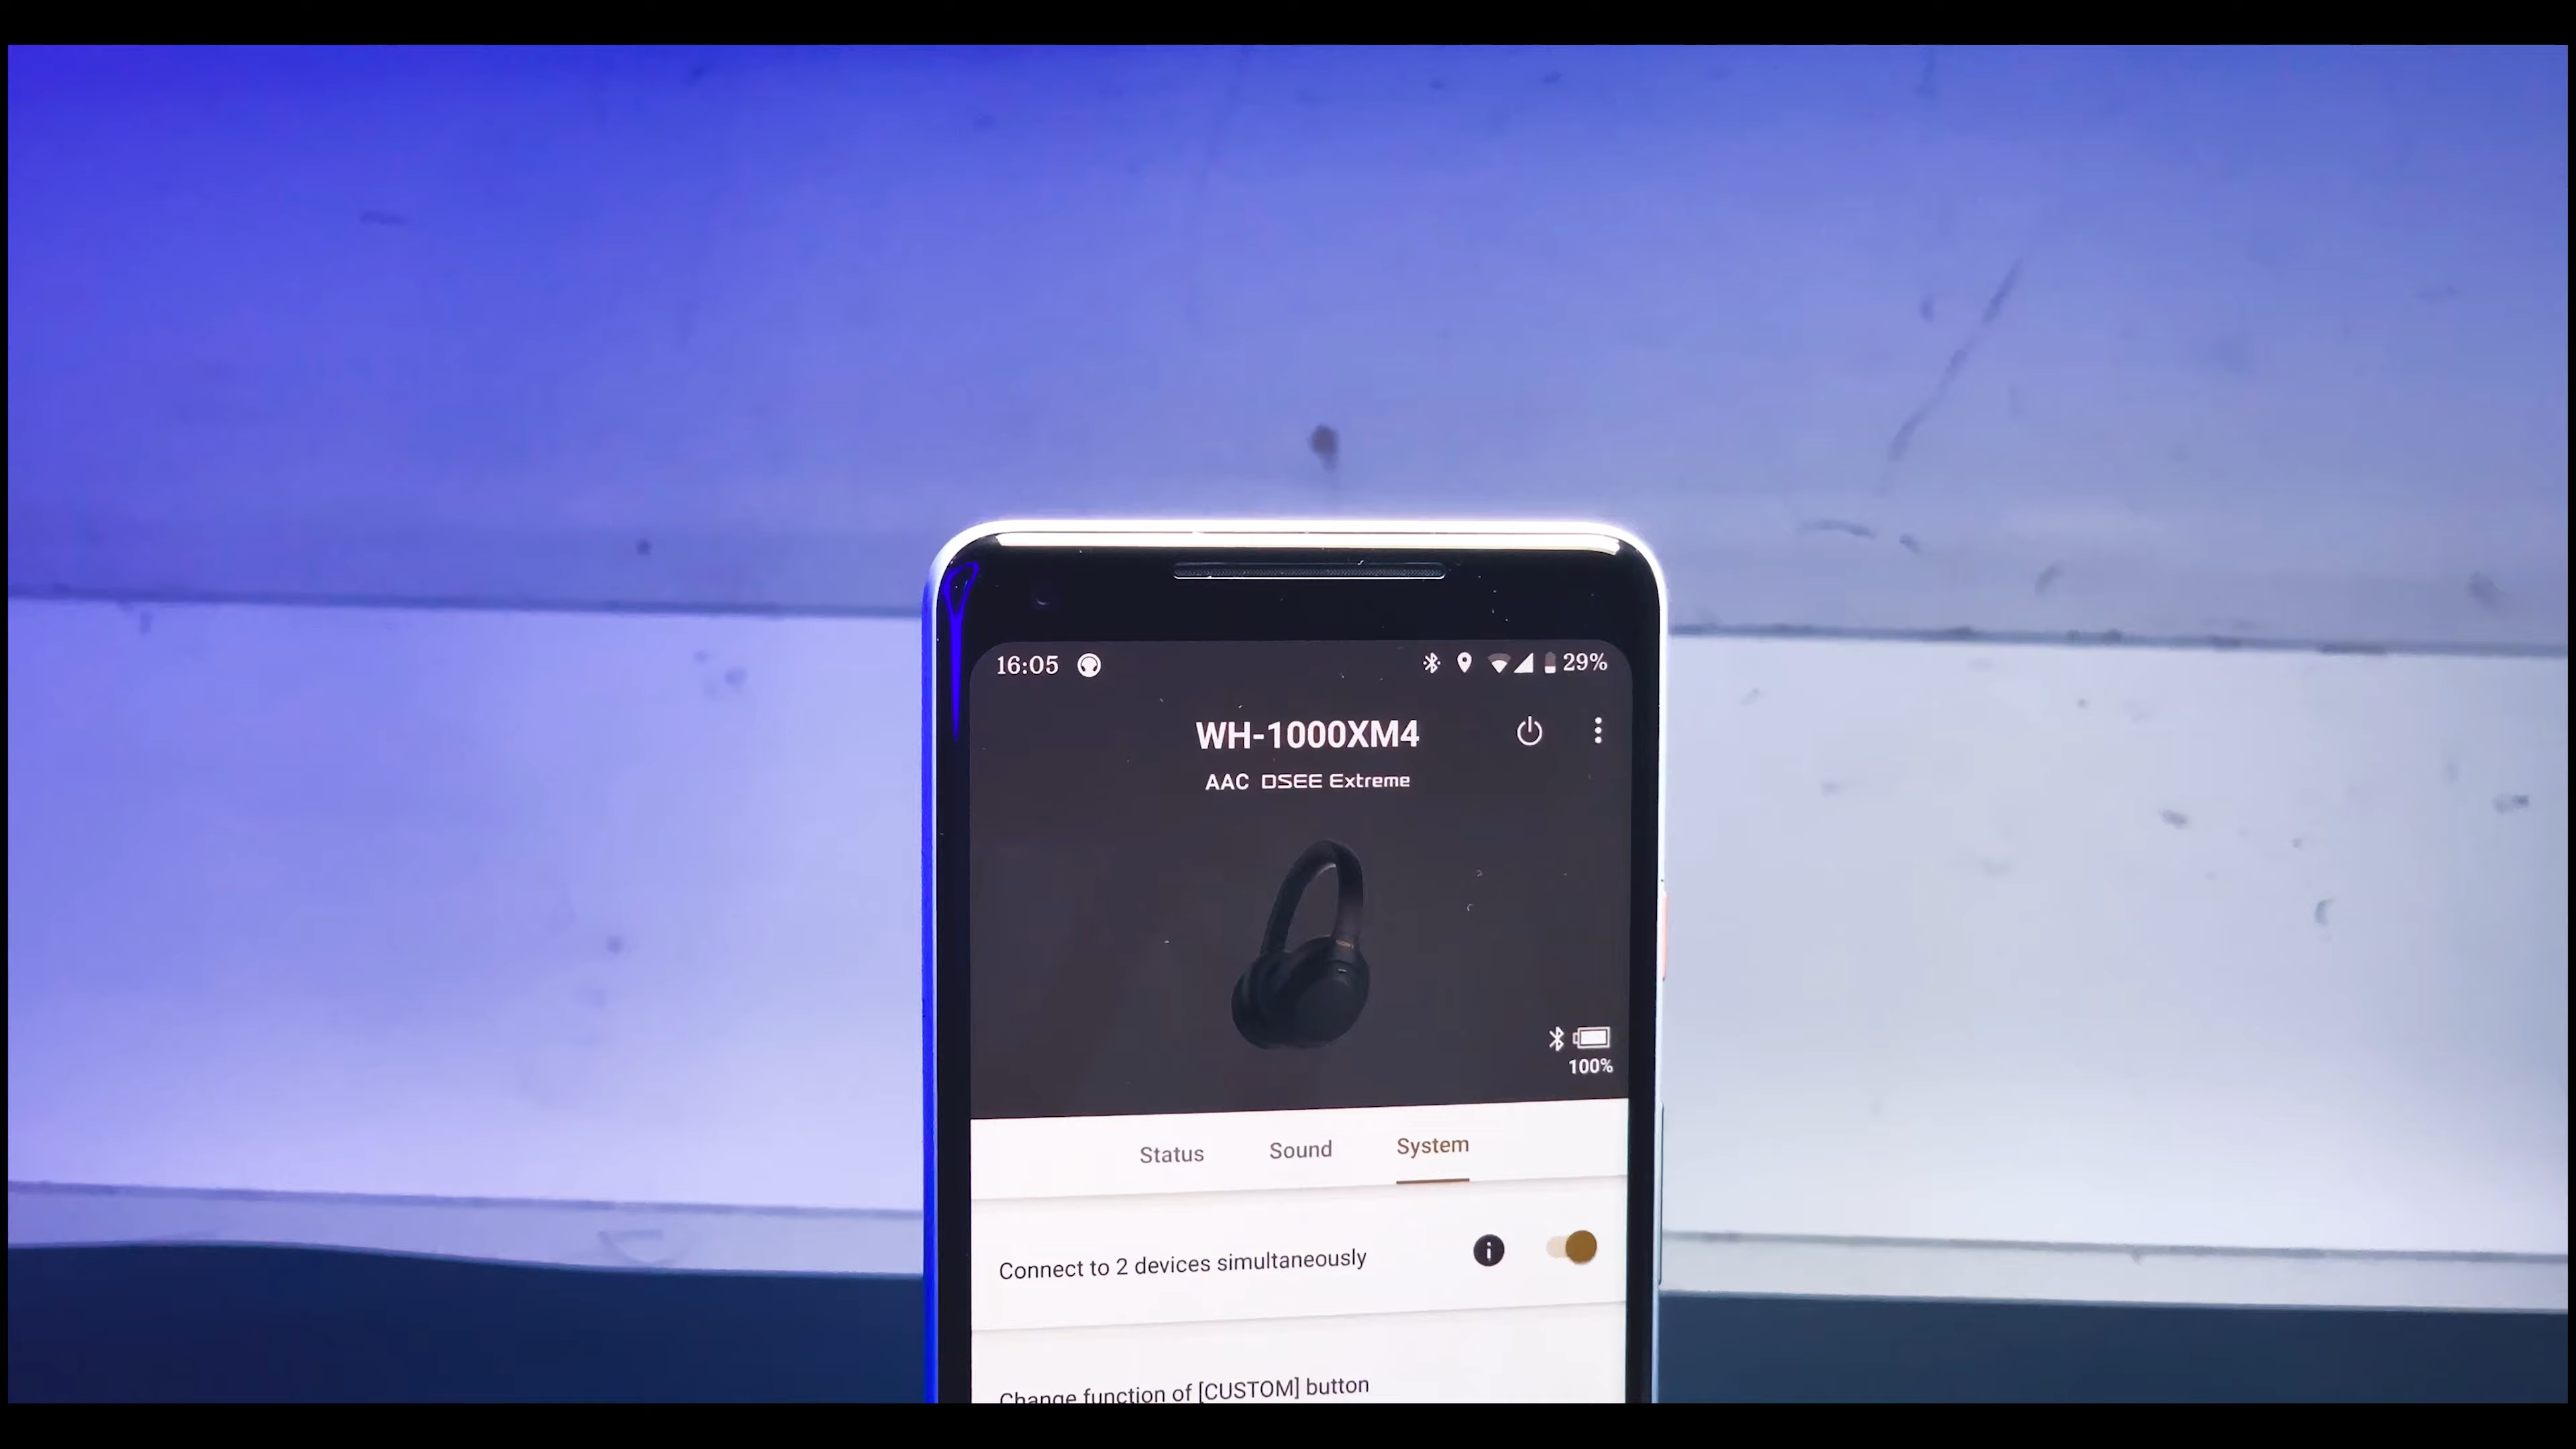 16:05 29%
WH-1000XM4
AAC DSEE Extreme
100%
Status Sound System
Connect to 2 devices simultaneously
Change function of [CUSTOM] button